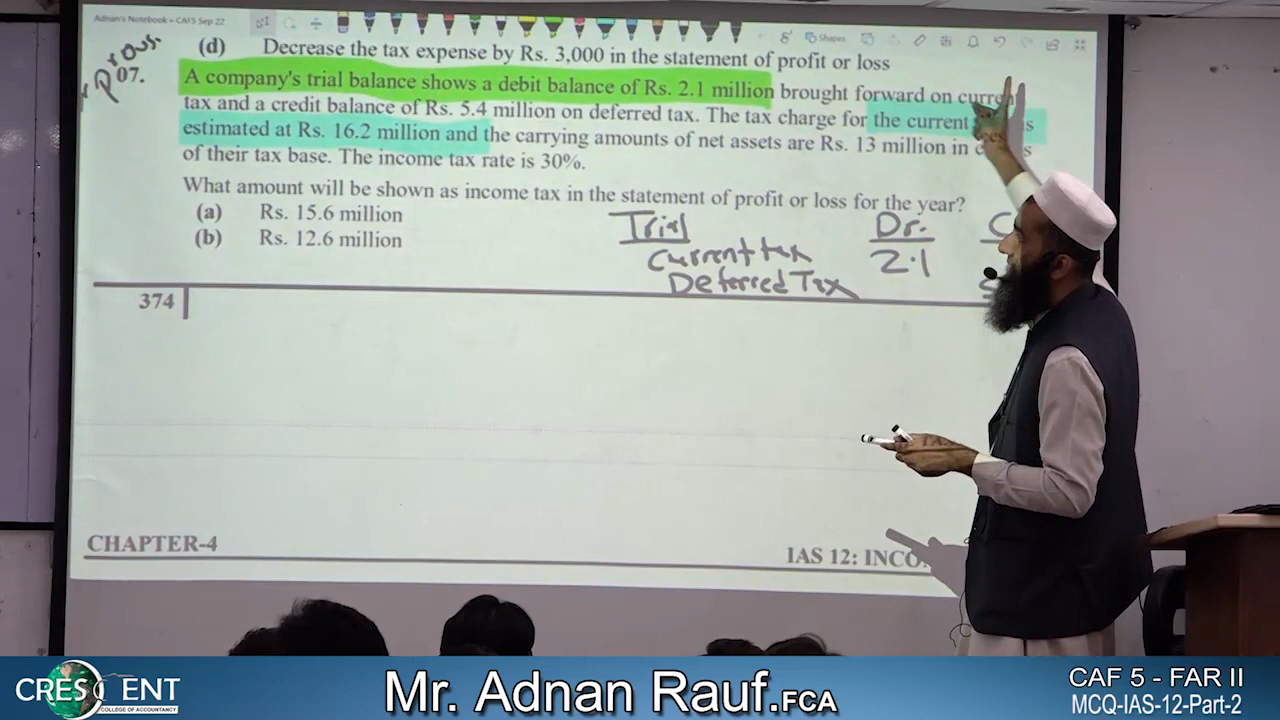 Adnan's Notebook » CAF5 Sep 22
Shapes
(d) Decrease the tax expense by Rs. 3,000 in the statement of profit or loss
07.
A company's trial balance shows a debit balance of Rs. 2.1 million brought forward on curren
tax and a credit balance of Rs. 5.4 million on deferred tax. The tax charge for the current is
estimated at Rs. 16.2 million and the carrying amounts of net assets are Rs. 13 million in
of their tax base. The income tax rate is 30%.
What amount will be shown as income tax in the statement of profit or loss for the year?
(a) Rs. 15.6 million
(b) Rs. 12.6 million
Trial Dr. C
Current tax 2.1
Deferred Tax
374
CHAPTER-4
IAS 12: INCO
CRESCENT
COLLEGE OF ACCOUNTANCY
Mr. Adnan Rauf.FCA
CAF 5 - FAR II
MCQ-IAS-12-Part-2